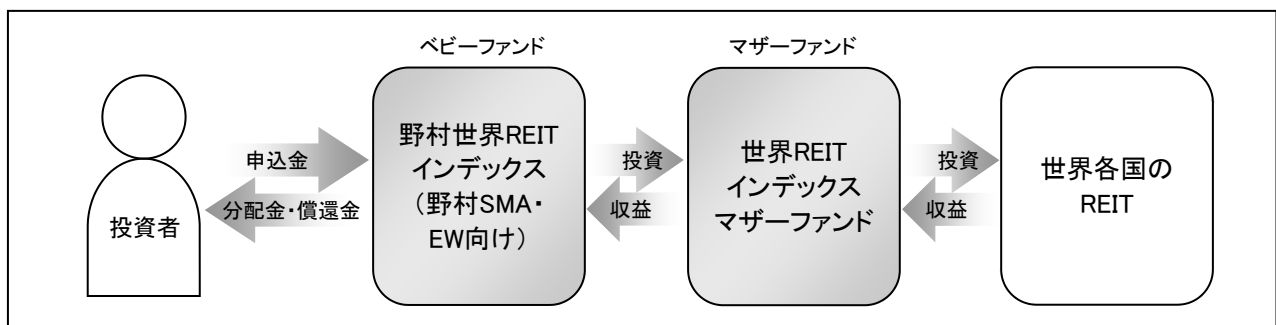 ベビーファンド
マザーファンド
投資者
申込金
分配金・償還金
野村世界REIT
インデックス
（野村SMA・
EW向け）
投資
収益
世界REIT
インデックス
マザーファンド
投資
収益
世界各国の
REIT